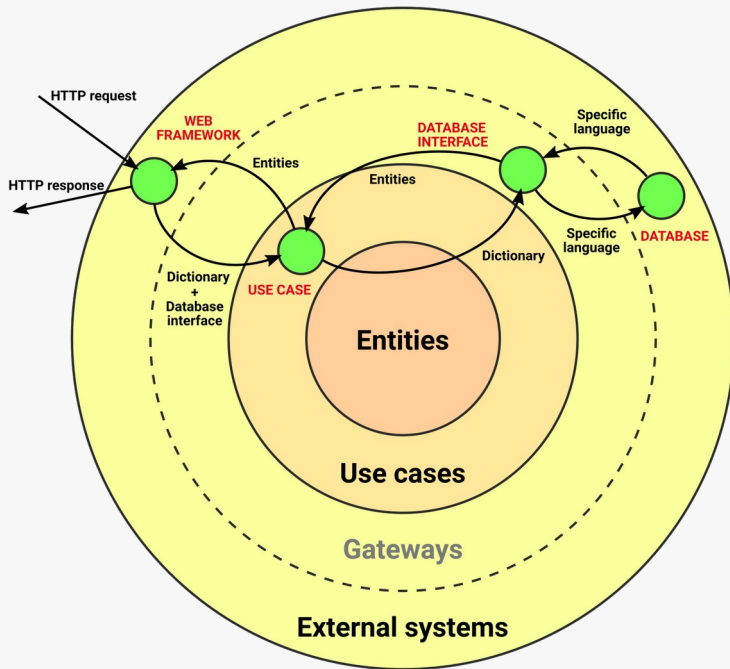 HTTP request
HTTP response
WEB
FRAMEWORK
Entities
Dictionary
+
Database
interface
USE CASE
DATABASE
INTERFACE
Entities
Dictionary
Specific
language
Specific
language
DATABASE
Entities
Use cases
Gateways
External systems